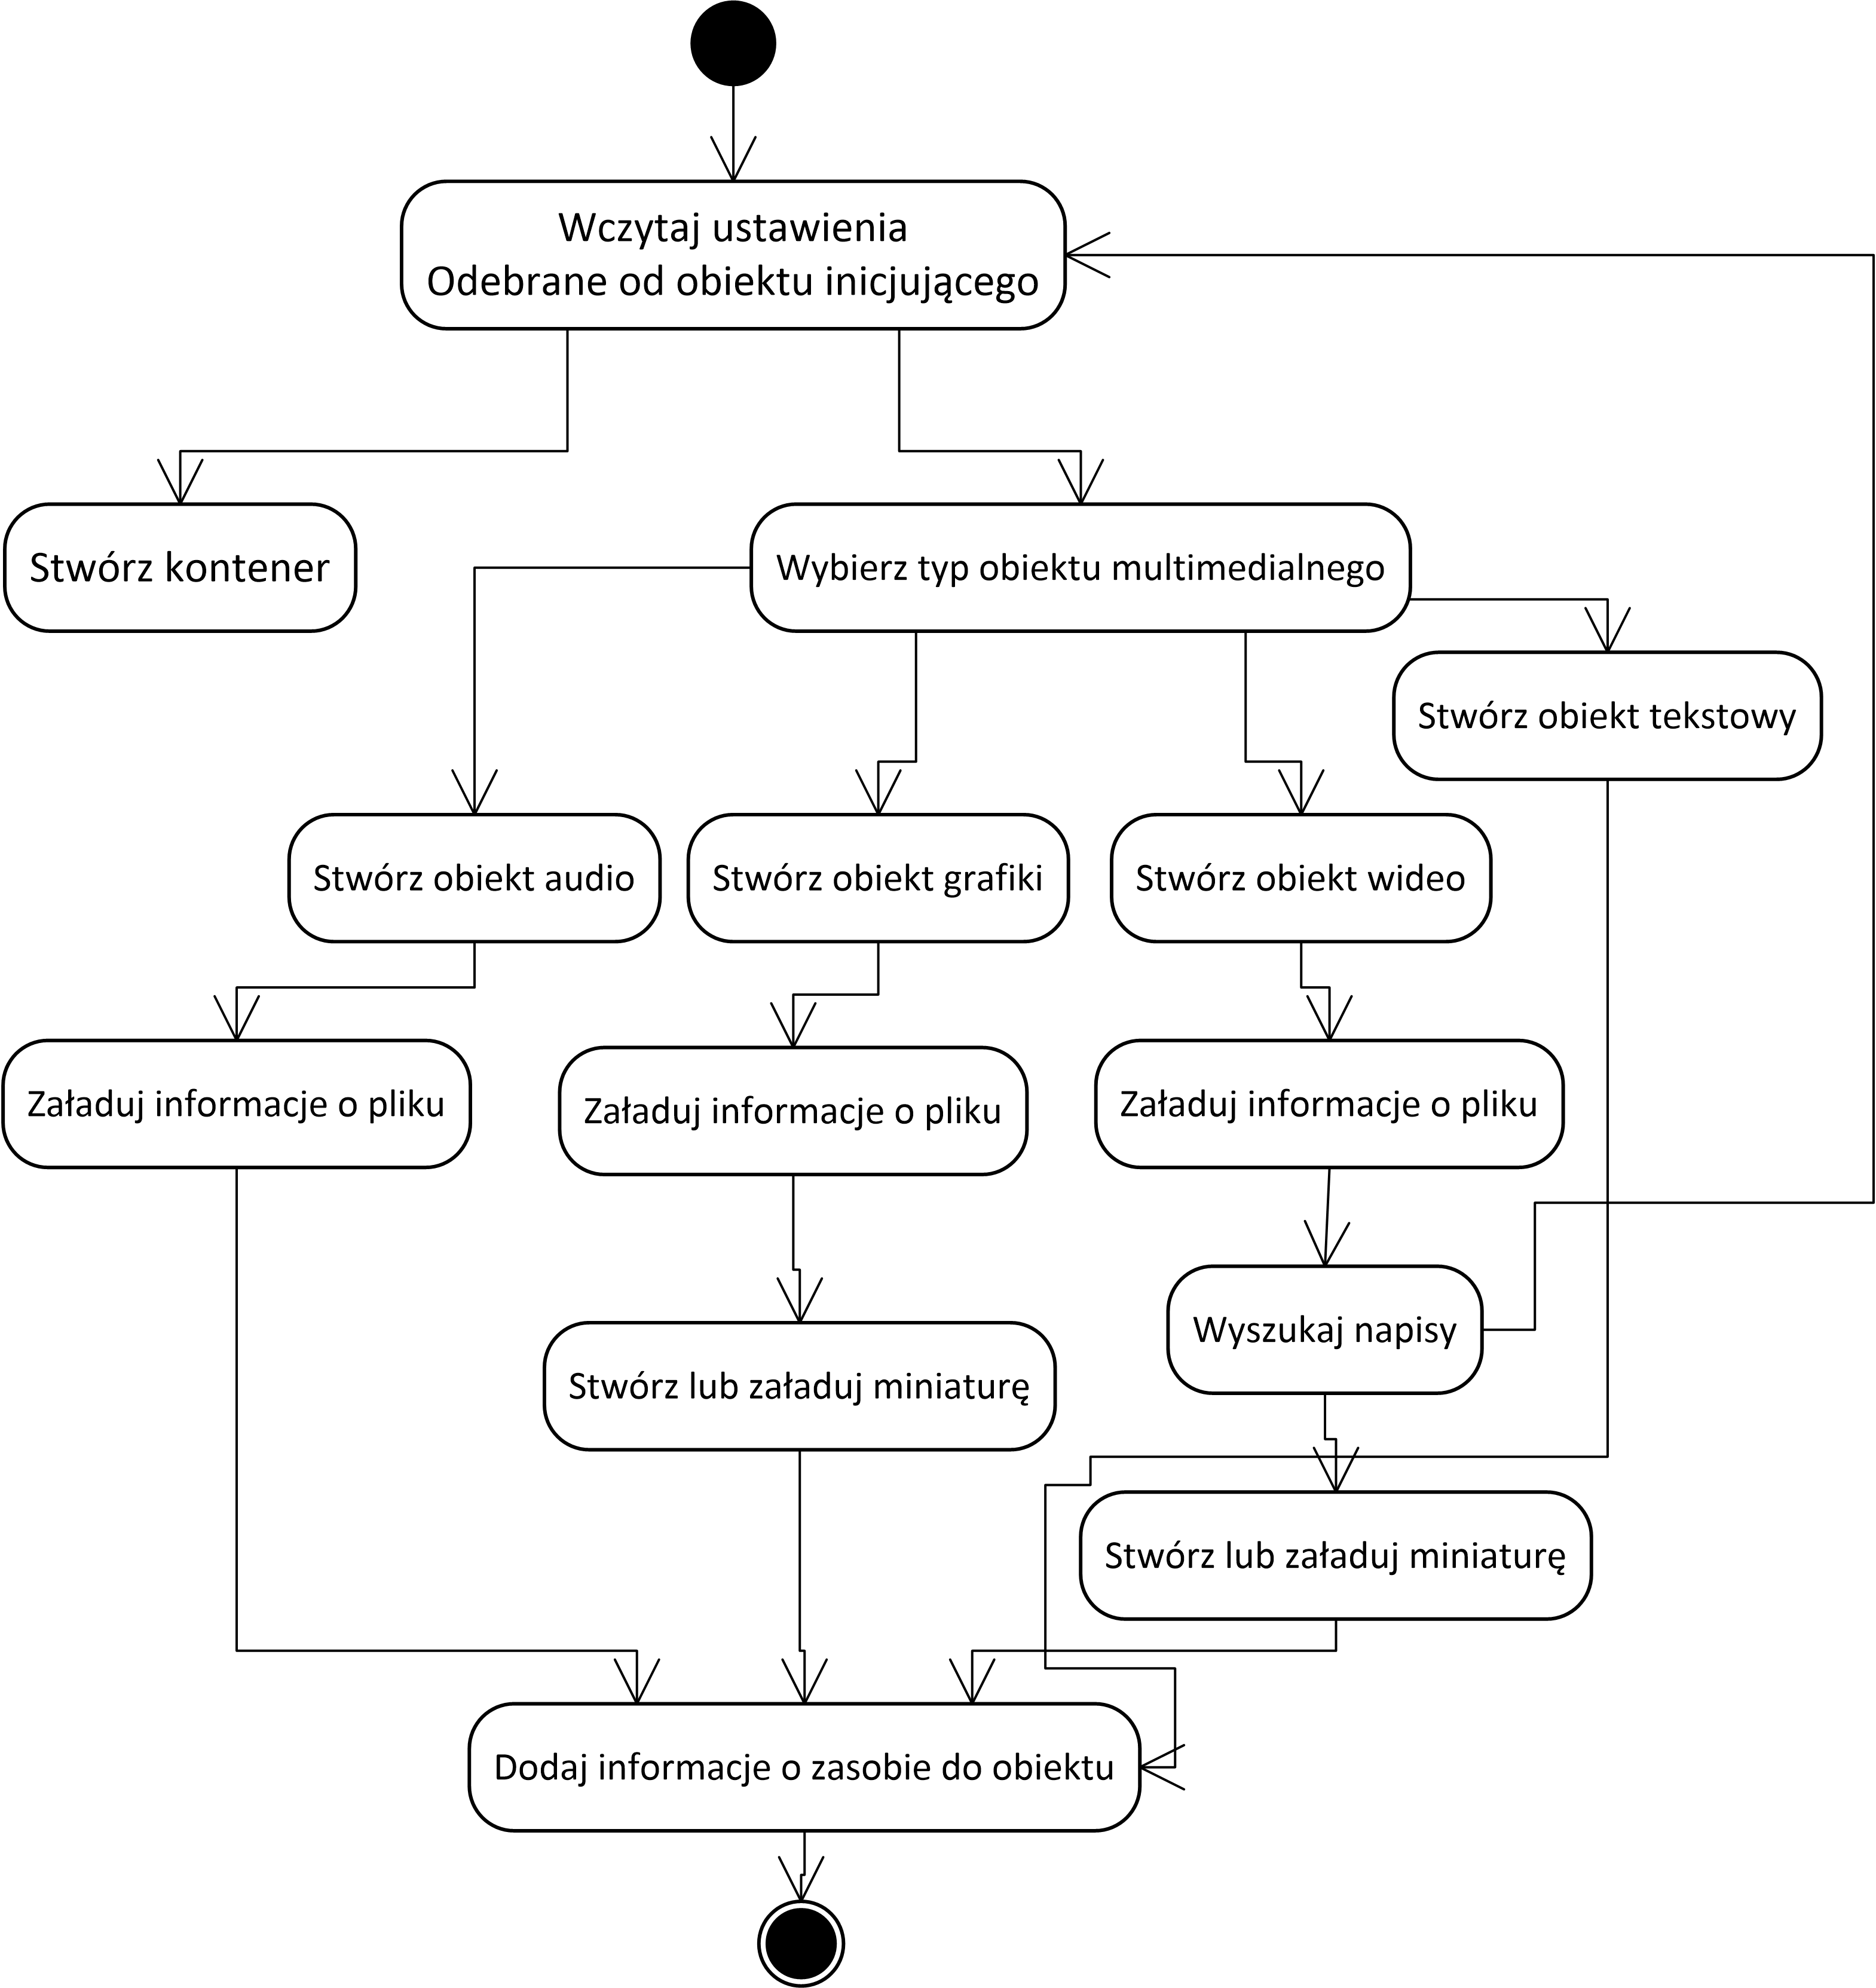 Wczytaj ustawienia
Odebrane od obiektu inicjującego
Stwórz kontener
Wybierz typ obiektu multimedialnego
Stwórz obiekt tekstowy
Stwórz obiekt audio
Stwórz obiekt grafiki
Stwórz obiekt wideo
Załaduj informacje o pliku
Załaduj informacje o pliku
Załaduj informacje o pliku
Wyszukaj napisy
Stwórz lub załaduj miniaturę
Stwórz lub załaduj miniaturę
Dodaj informacje o zasobie do obiektu